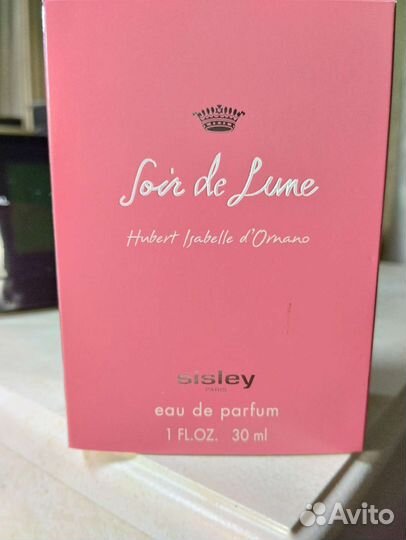 Soir de Lune
Hubert Isabelle d'Ornano
sisley
PARIS
eau de parfum
1 FL.OZ. 30 ml
Avito